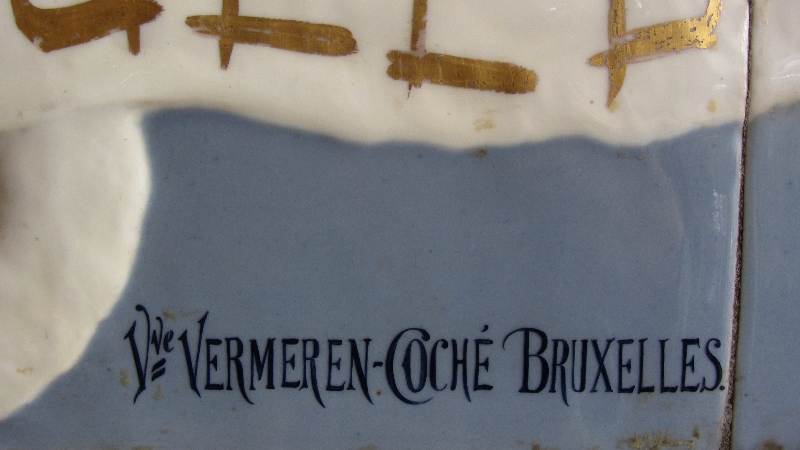 Vve VERMEREN-COCHÉ BRUXELLES.